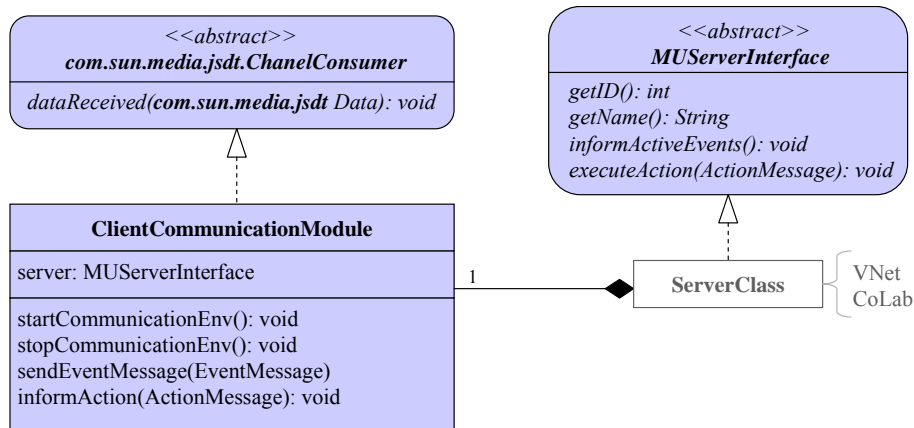 <<abstract>>
com.sun.media.jsdt.ChanelConsumer
dataReceived(com.sun.media.jsdt Data): void
<<abstract>>
MUServerInterface
getID(): int
getName(): String
informActiveEvents(): void
executeAction(ActionMessage): void
ClientCommunicationModule
server: MUServerInterface
startCommunicationEnv(): void
stopCommunicationEnv(): void
sendEventMessage(EventMessage)
informAction(ActionMessage): void
1
ServerClass
VNet
CoLab